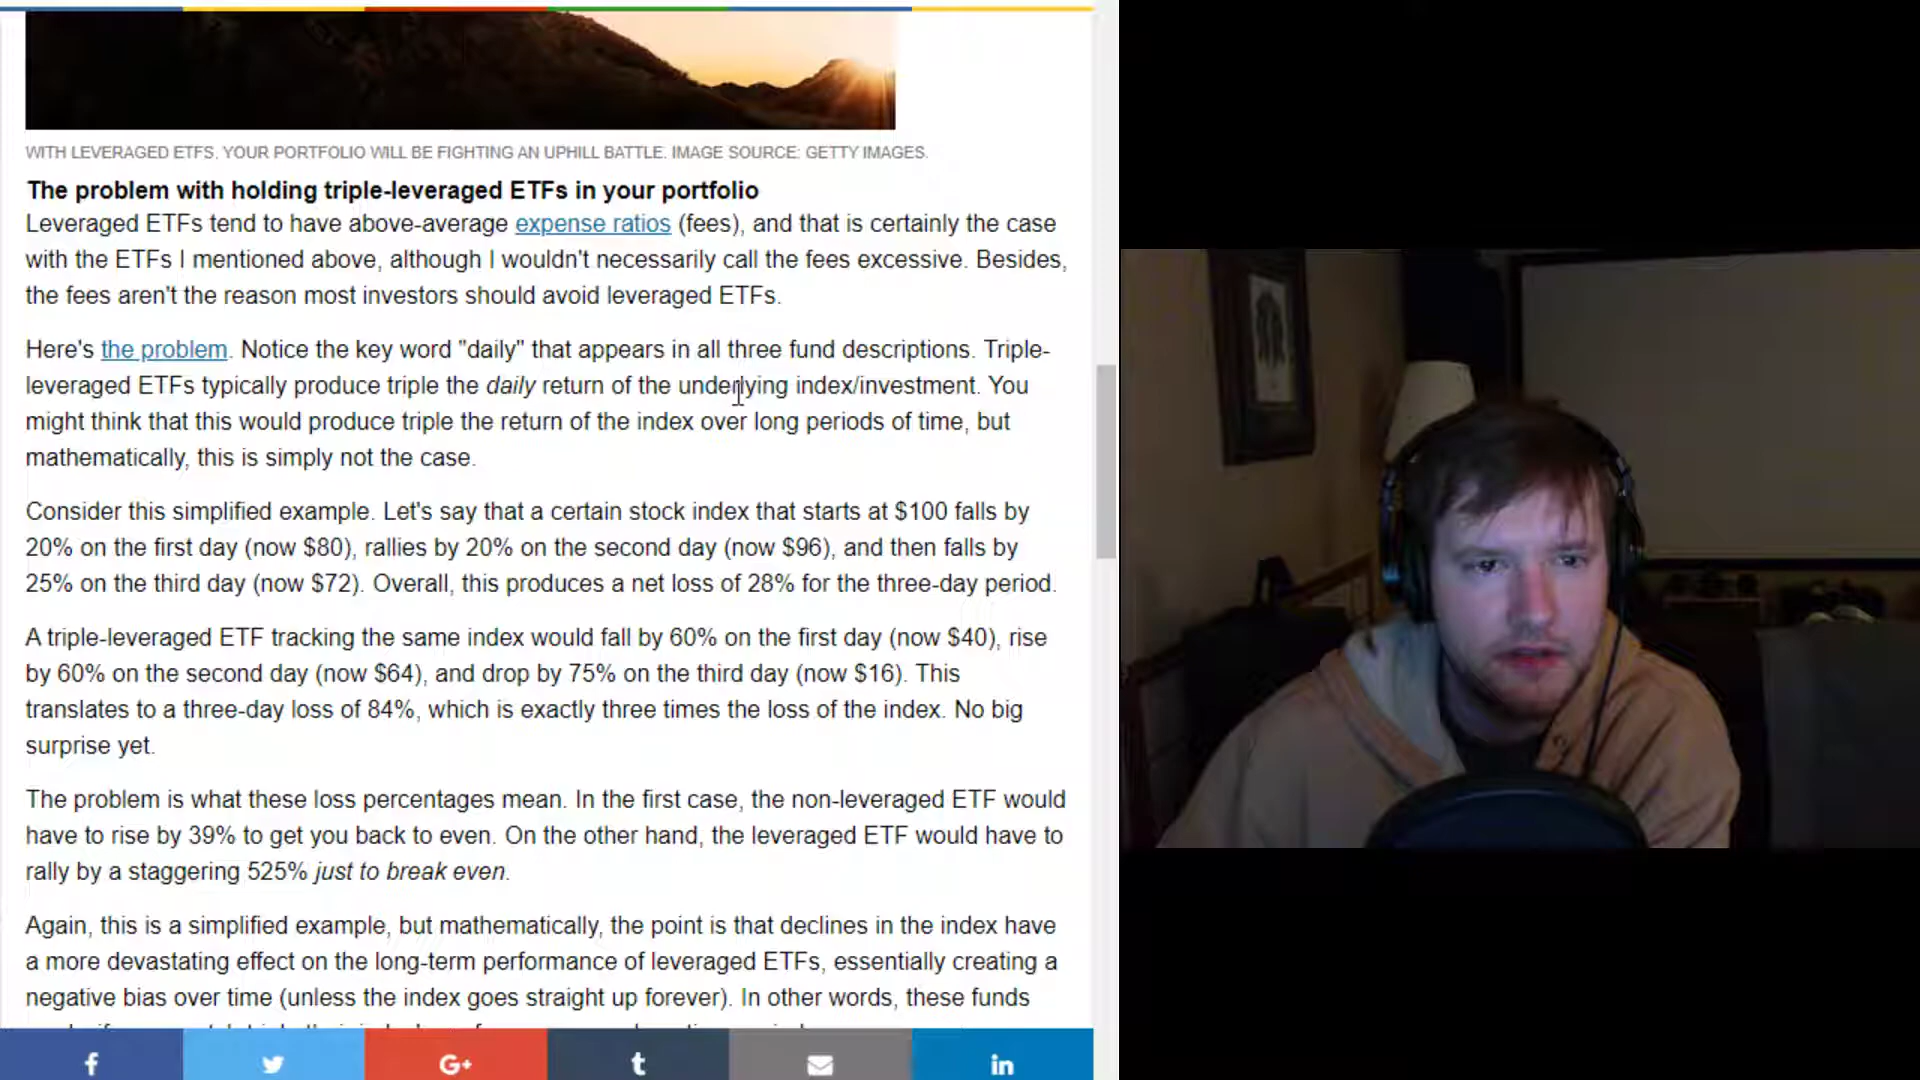 WITH LEVERAGED ETFS, YOUR PORTFOLIO WILL BE FIGHTING AN UPHILL BATTLE. IMAGE SOURCE: GETTY IMAGES.
The problem with holding triple-leveraged ETFs in your portfolio
Leveraged ETFs tend to have above-average expense ratios (fees), and that is certainly the case
with the ETFs I mentioned above, although I wouldn't necessarily call the fees excessive. Besides,
the fees aren't the reason most investors should avoid leveraged ETFs.
Here's the problem. Notice the key word "daily" that appears in all three fund descriptions. Triple-
leveraged ETFs typically produce triple the daily return of the underlying index/investment. You
might think that this would produce triple the return of the index over long periods of time, but
mathematically, this is simply not the case.
Consider this simplified example. Let's say that a certain stock index that starts at $100 falls by
20% on the first day (now $80), rallies by 20% on the second day (now $96), and then falls by
25% on the third day (now $72). Overall, this produces a net loss of 28% for the three-day period.
A triple-leveraged ETF tracking the same index would fall by 60% on the first day (now $40), rise
by 60% on the second day (now $64), and drop by 75% on the third day (now $16). This
translates to a three-day loss of 84%, which is exactly three times the loss of the index. No big
surprise yet.
The problem is what these loss percentages mean. In the first case, the non-leveraged ETF would
have to rise by 39% to get you back to even. On the other hand, the leveraged ETF would have to
rally by a staggering 525% just to break even.
Again, this is a simplified example, but mathematically, the point is that declines in the index have
a more devastating effect on the long-term performance of leveraged ETFs, essentially creating a
negative bias over time (unless the index goes straight up forever). In other words, these funds
f
G+
t
in